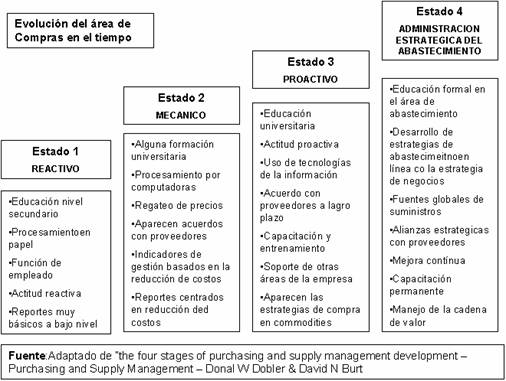 Evolución del área de
Compras en el tiempo
Estado 1
REACTIVO
•Educación nivel
secundario
•Procesamientoen
papel
•Función de
empleado
•Actitud reactiva
•Reportes muy
básicos a bajo nivel
Estado 2
MECANICO
•Alguna formación
universitaria
•Procesamiento por
computadoras
•Regateo de precios
•Aparecen acuerdos
con proveedores
•Indicadores de
gestión basados en la
reducción de costos
•Reportes centrados
en reducción ded
costos
Estado 3
PROACTIVO
•Educación
universitaria
•Actitud proactiva
•Uso de tecnologías
de la información
•Acuerdo con
proveedores a lagro
plazo
•Capacitación y
entrenamiento
•Soporte de otras
áreas de la empresa
•Aparecen las
estrategias de compra
en commodities
Estado 4
ADMINISTRACION
ESTRATEGICA DEL
ABASTECIMIENTO
•Educación formal en
el área de
abastecimiento
•Desarrollo de
estrategias de
abastecimeitnoen
línea co la estrategia
de negocios
•Fuentes globales de
suministros
•Alianzas estrategicas
con proveedores
•Mejora contínua
•Capacitación
permanente
•Manejo de la cadena
de valor
Fuente:Adaptado de "the four stages of purchasing and supply management development –
Purchasing and Supply Management – Donal W Dobler & David N Burt